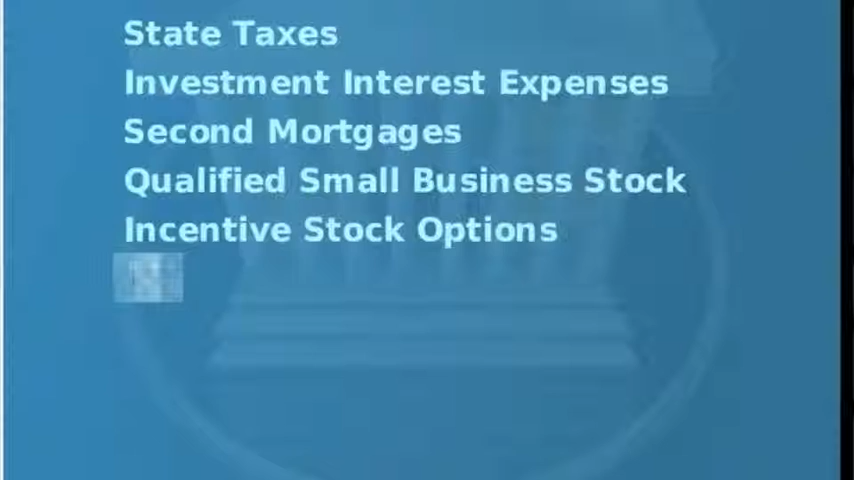 State Taxes
Investment Interest Expenses
Second Mortgages
Qualified Small Business Stock
Incentive Stock Options